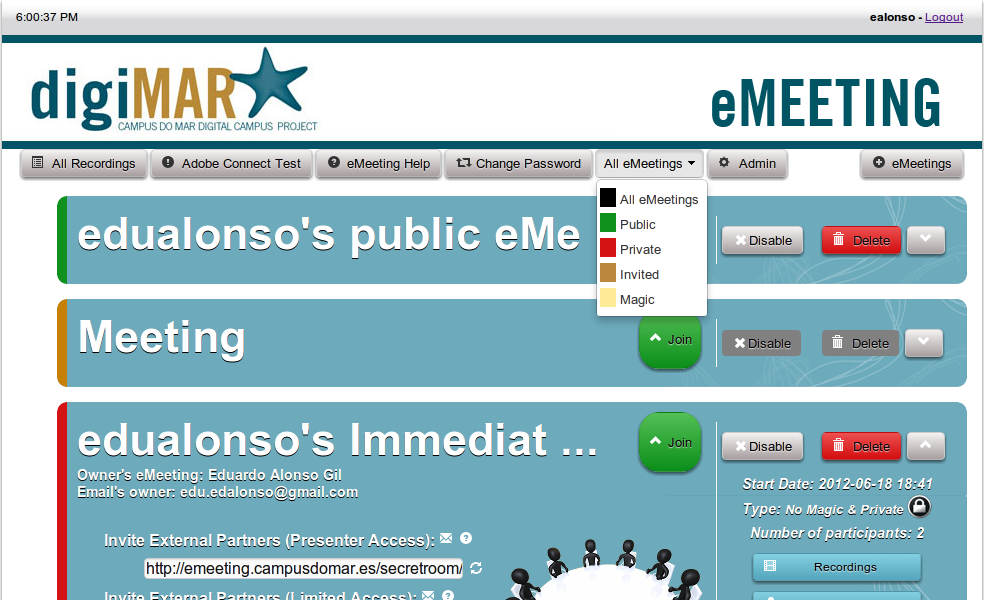 6:00:37 PM ealonso - Logout
digiMAR
CAMPUS DO MAR DIGITAL CAMPUS PROJECT
eMEETING
All Recordings Adobe Connect Test eMeeting Help Change Password All eMeetings Admin eMeetings
All eMeetings
Public
Private
Invited
Magic
edualonso's public eMe
Disable Delete
Meeting
Join Disable Delete
edualonso's Immediat ...
Join Disable Delete
Owner's eMeeting: Eduardo Alonso Gil
Email's owner: edu.edalonso@gmail.com
Start Date: 2012-06-18 18:41
Type: No Magic & Private
Number of participants: 2
Invite External Partners (Presenter Access):
http://emeeting.campusdomar.es/secretroom/
Recordings
Invite External Partners (Limited Access):